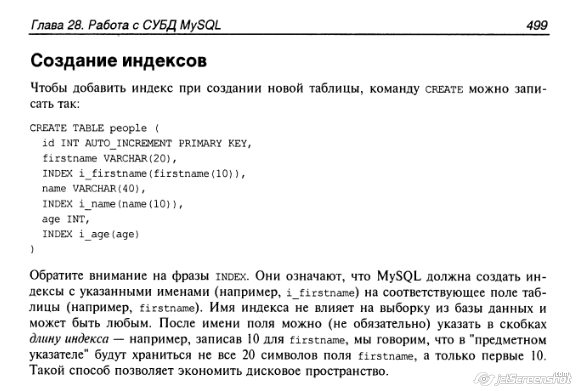 Глава 28. Работа с СУБД MySQL 499
Создание индексов
Чтобы добавить индекс при создании новой таблицы, команду CREATE можно запи-
сать так:
CREATE TABLE people (
id INT AUTO_INCREMENT PRIMARY KEY,
firstname VARCHAR(20),
INDEX i_firstname(firstname(10)),
name VARCHAR(40),
INDEX i_name(name(10)),
age INT,
INDEX i_age(age)
)
Обратите внимание на фразы INDEX. Они означают, что MySQL должна создать ин-
дексы с указанными именами (например, i_firstname) на соответствующее поле таб-
лицы (например, firstname). Имя индекса не влияет на выборку из базы данных и
может быть любым. После имени поля можно (не обязательно) указать в скобках
длину индекса — например, записав 10 для firstname, мы говорим, что в "предметном
указателе" будут храниться не все 20 символов поля firstname, а только первые 10.
Такой способ позволяет экономить дисковое пространство.
jetScreenshot